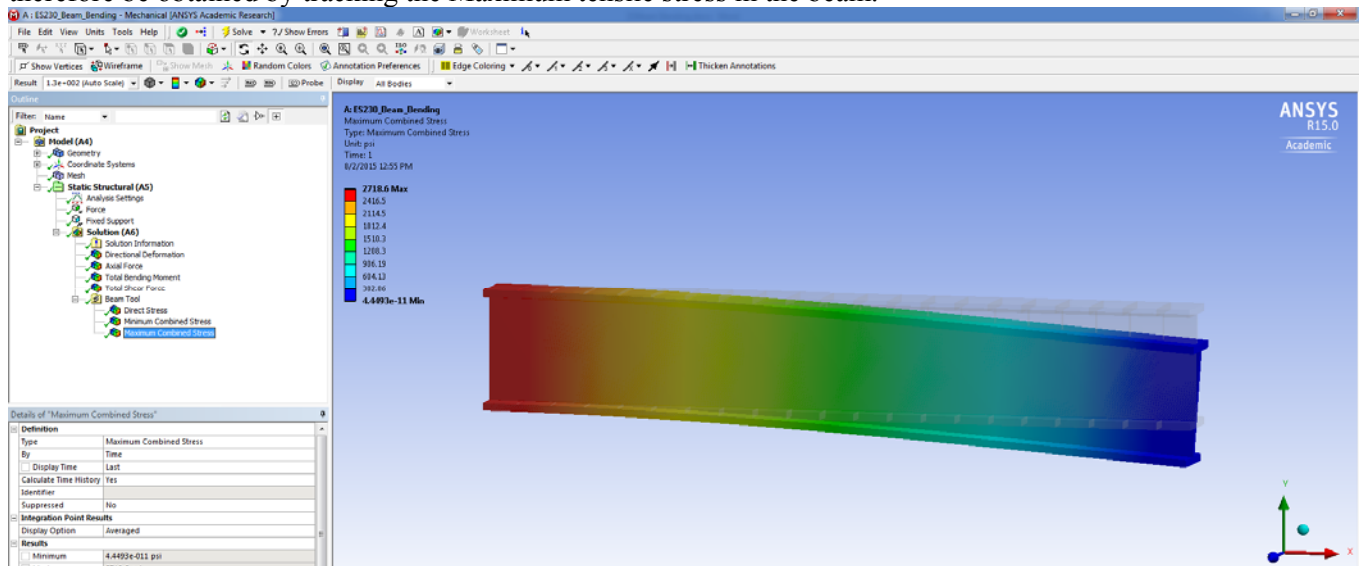 therefore be obtained by tracking the Maximum tensile stress in the beam.
A : ES230_Beam_Bending - Mechanical [ANSYS Academic Research]
File Edit View Units Tools Help Solve ?/ Show Errors Worksheet
Show Vertices Wireframe Show Mesh Random Colors Annotation Preferences Edge Coloring Thicken Annotations
Result 1.3e+002 (Auto Scale) Probe Display All Bodies
Outline
Filter: Name
Project
Model (A4)
Geometry
Coordinate Systems
Mesh
Static Structural (A5)
Analysis Settings
Force
Fixed Support
Solution (A6)
Solution Information
Directional Deformation
Axial Force
Total Bending Moment
Total Shear Force
Beam Tool
Direct Stress
Minimum Combined Stress
Maximum Combined Stress
A: ES230_Beam_Bending
Maximum Combined Stress
Type: Maximum Combined Stress
Unit: psi
Time: 1
8/2/2015 12:55 PM
2718.6 Max
2416.5
2114.5
1812.4
1510.3
1208.3
906.19
604.13
302.06
4.4493e-11 Min
ANSYS
R15.0
Academic
Details of "Maximum Combined Stress"
Definition
Type Maximum Combined Stress
By Time
Display Time Last
Calculate Time History Yes
Identifier
Suppressed No
Integration Point Results
Display Option Averaged
Results
Minimum 4.4493e-011 psi
Y
X